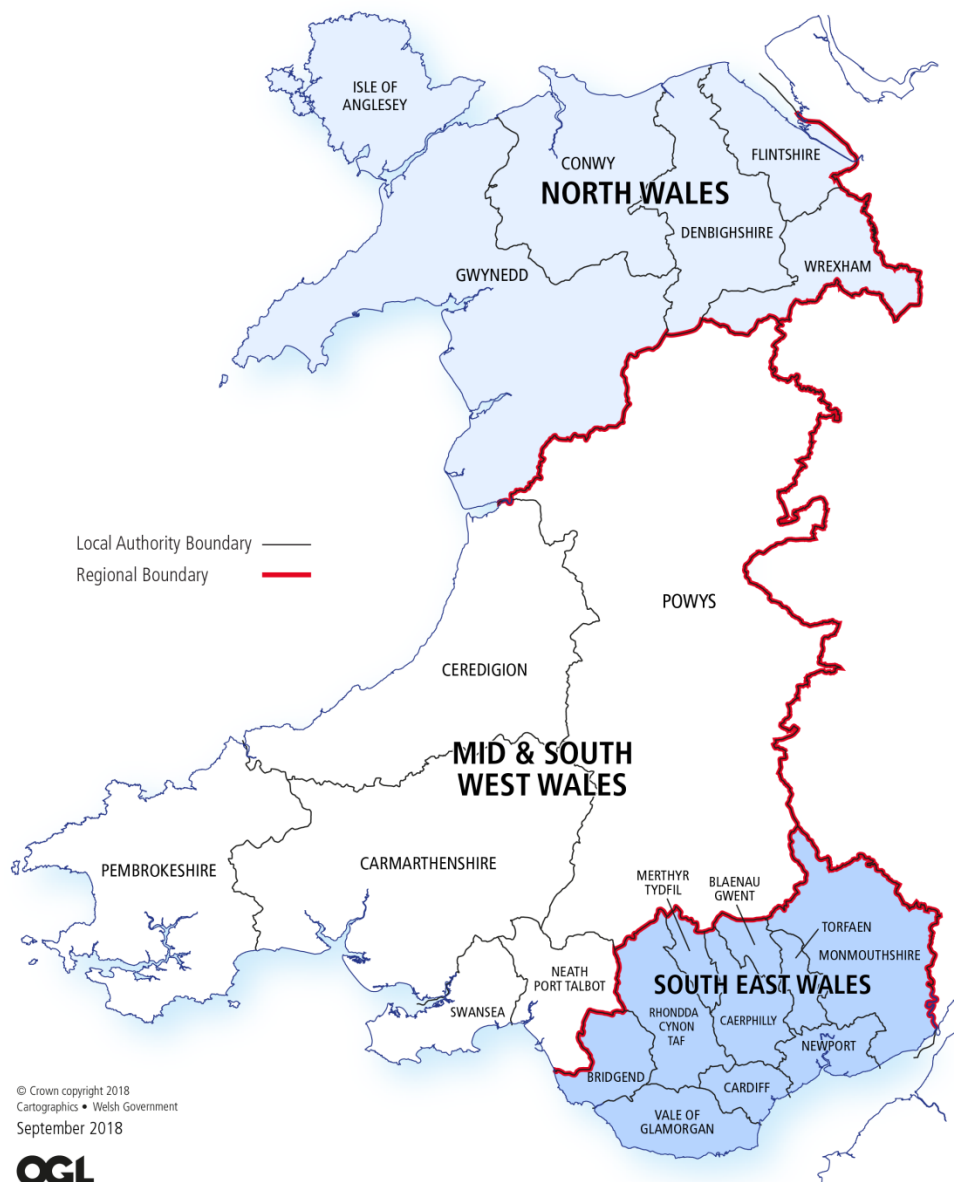 ISLE OF
ANGLESEY
FLINTSHIRE
CONWY
NORTH WALES
DENBIGHSHIRE
WREXHAM
GWYNEDD
Local Authority Boundary
Regional Boundary
POWYS
CEREDIGION
MID & SOUTH
WEST WALES
PEMBROKESHIRE
CARMARTHENSHIRE
MERTHYR
TYDFIL
BLAENAU
GWENT
TORFAEN
MONMOUTHSHIRE
NEATH
PORT TALBOT
SOUTH EAST WALES
SWANSEA
RHONDDA
CYNON
TAF
CAERPHILLY
NEWPORT
BRIDGEND
CARDIFF
VALE OF
GLAMORGAN
© Crown copyright 2018
Cartographics • Welsh Government
September 2018
OGL